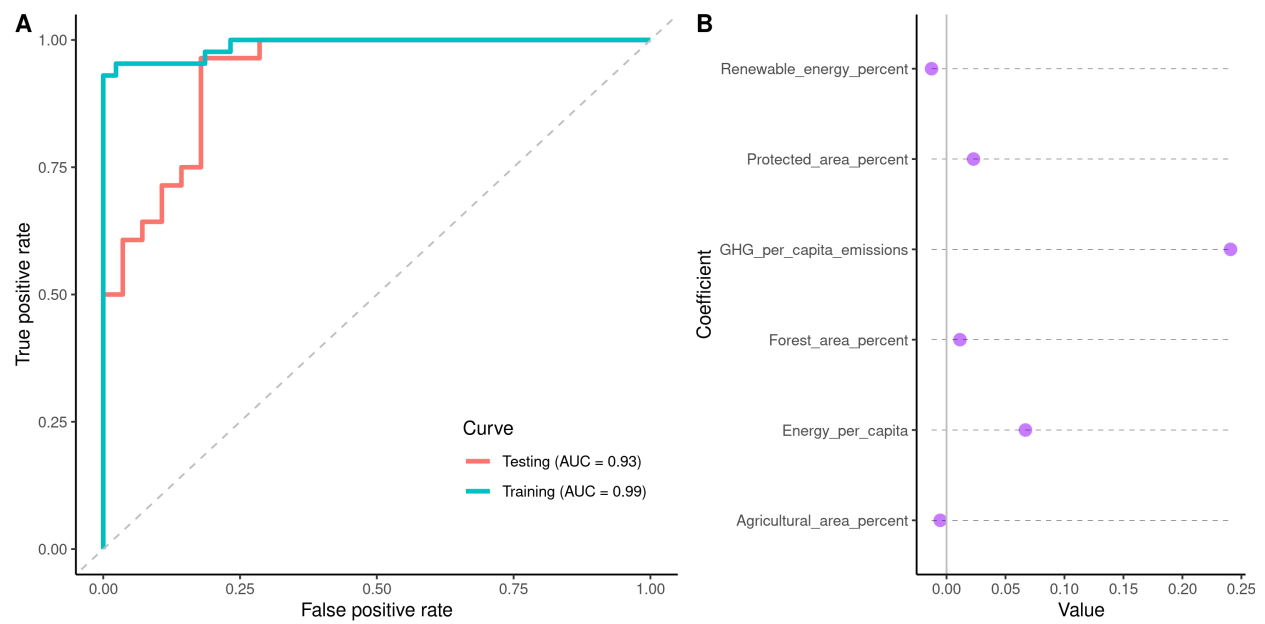 A
1.00
0.75
0.50
0.25
0.00
True positive rate
0.00
0.25
0.50
0.75
1.00
False positive rate
Curve
Testing (AUC = 0.93)
Training (AUC = 0.99)
B
Coefficient
Renewable_energy_percent
Protected_area_percent
GHG_per_capita_emissions
Forest_area_percent
Energy_per_capita
Agricultural_area_percent
0.00
0.05
0.10
0.15
0.20
0.25
Value